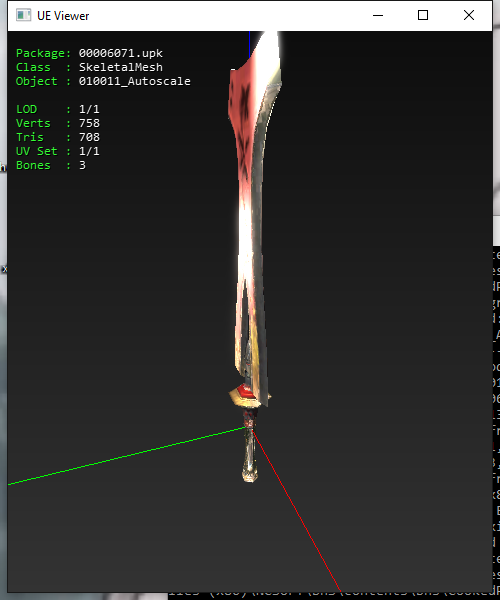 UE Viewer
Package: 00006071.upk
Class : SkeletalMesh
Object : 010011_Autoscale
LOD : 1/1
Verts : 758
Tris : 708
UV Set : 1/1
Bones : 3